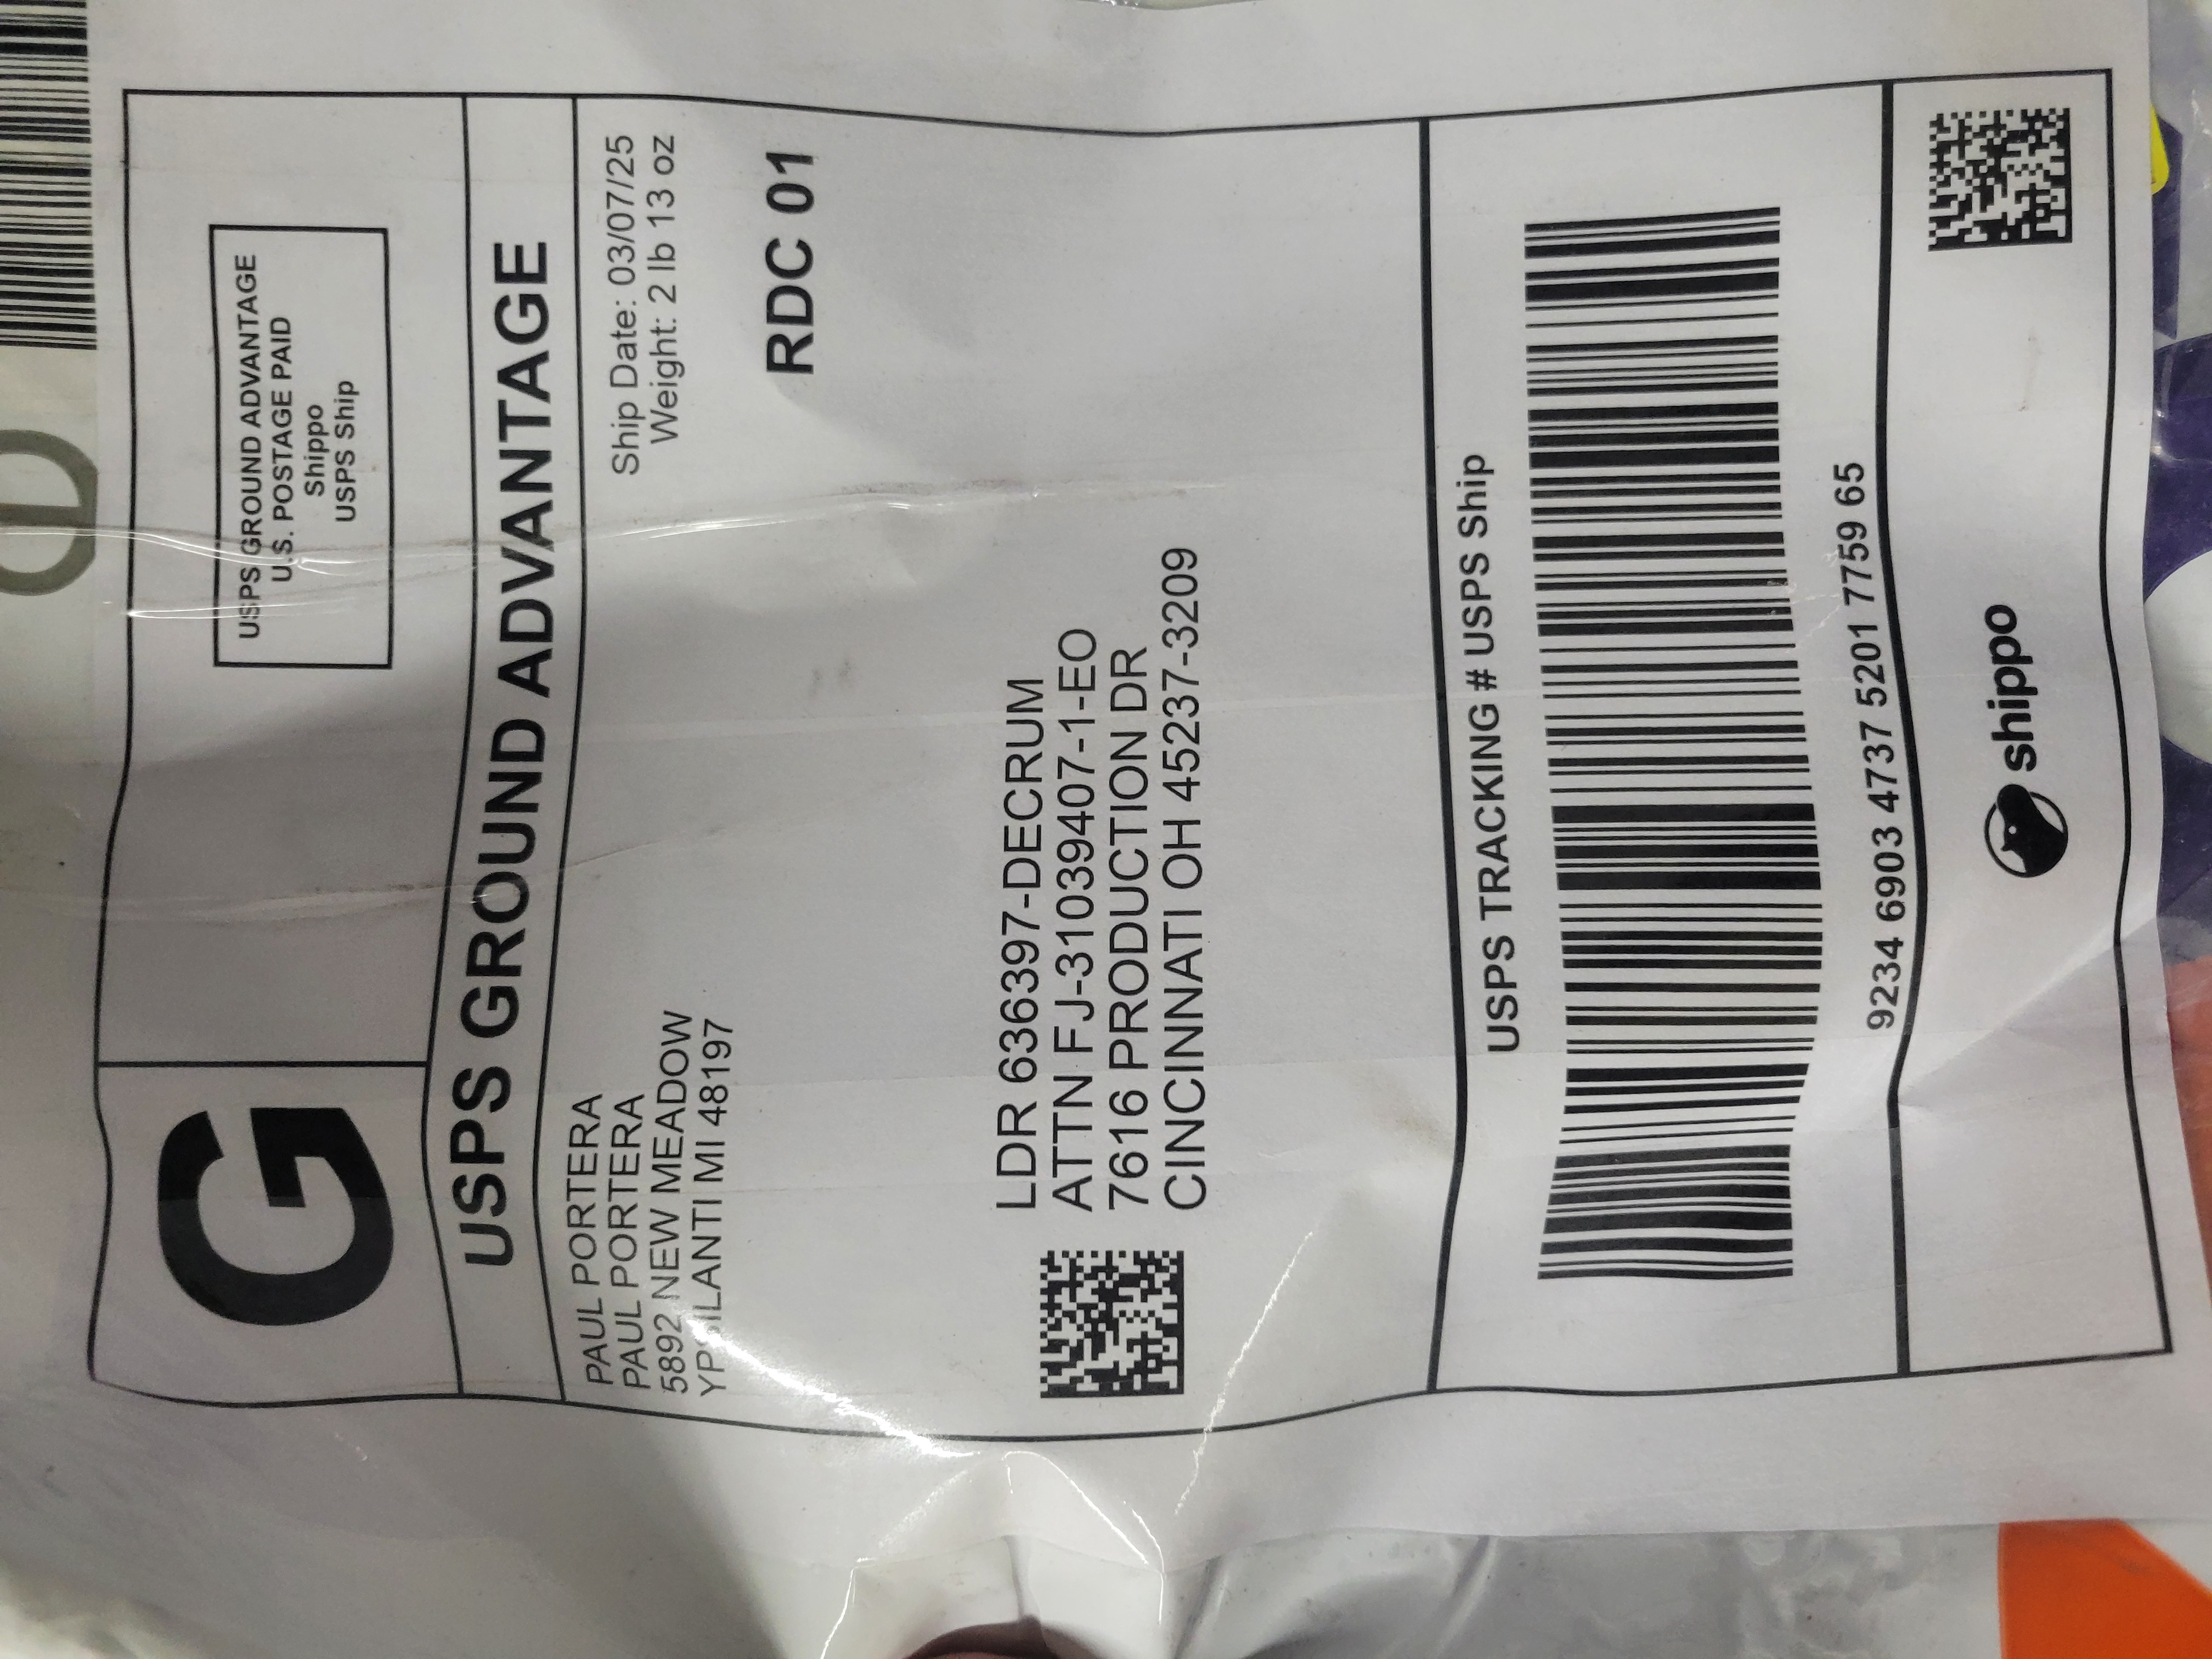 G
USPS GROUND ADVANTAGE
U.S. POSTAGE PAID
Shippo
USPS Ship
USPS GROUND ADVANTAGE
PAUL PORTERA
PAUL PORTERA
5892 NEW MEADOW
YPSILANTI MI 48197
Ship Date: 03/07/25
Weight: 2 lb 13 oz
RDC 01
LDR 636397-DECRUM
ATTN FJ-31039407-1-EO
7616 PRODUCTION DR
CINCINNATI OH 45237-3209
USPS TRACKING # USPS Ship
9234 6903 4737 5201 7759 65
shippo